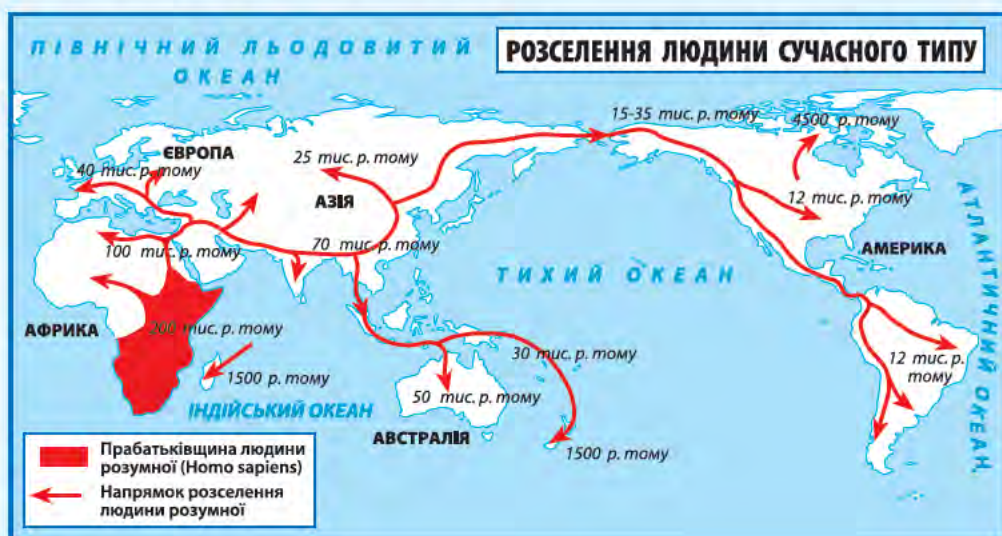 ПІВНІЧНИЙ ЛЬОДОВИТИЙ
ОКЕАН
РОЗСЕЛЕННЯ ЛЮДИНИ СУЧАСНОГО ТИПУ
15-35 тис. р. тому
4500 р. тому
ЄВРОПА
25 тис. р. тому
40 тис. р. тому
АЗІЯ
12 тис. р. тому
100 тис. р. тому
70 тис. р. тому
АМЕРИКА
ТИХИЙ ОКЕАН
АТЛАНТИЧНИЙ ОКЕАН
АФРИКА
200 тис. р. тому
30 тис. р. тому
12 тис. р.
тому
1500 р. тому
50 тис. р. тому
ІНДІЙСЬКИЙ ОКЕАН
АВСТРАЛІЯ
1500 р. тому
Прабатьківщина людини
розумної (Homo sapiens)
Напрямок розселення
людини розумної